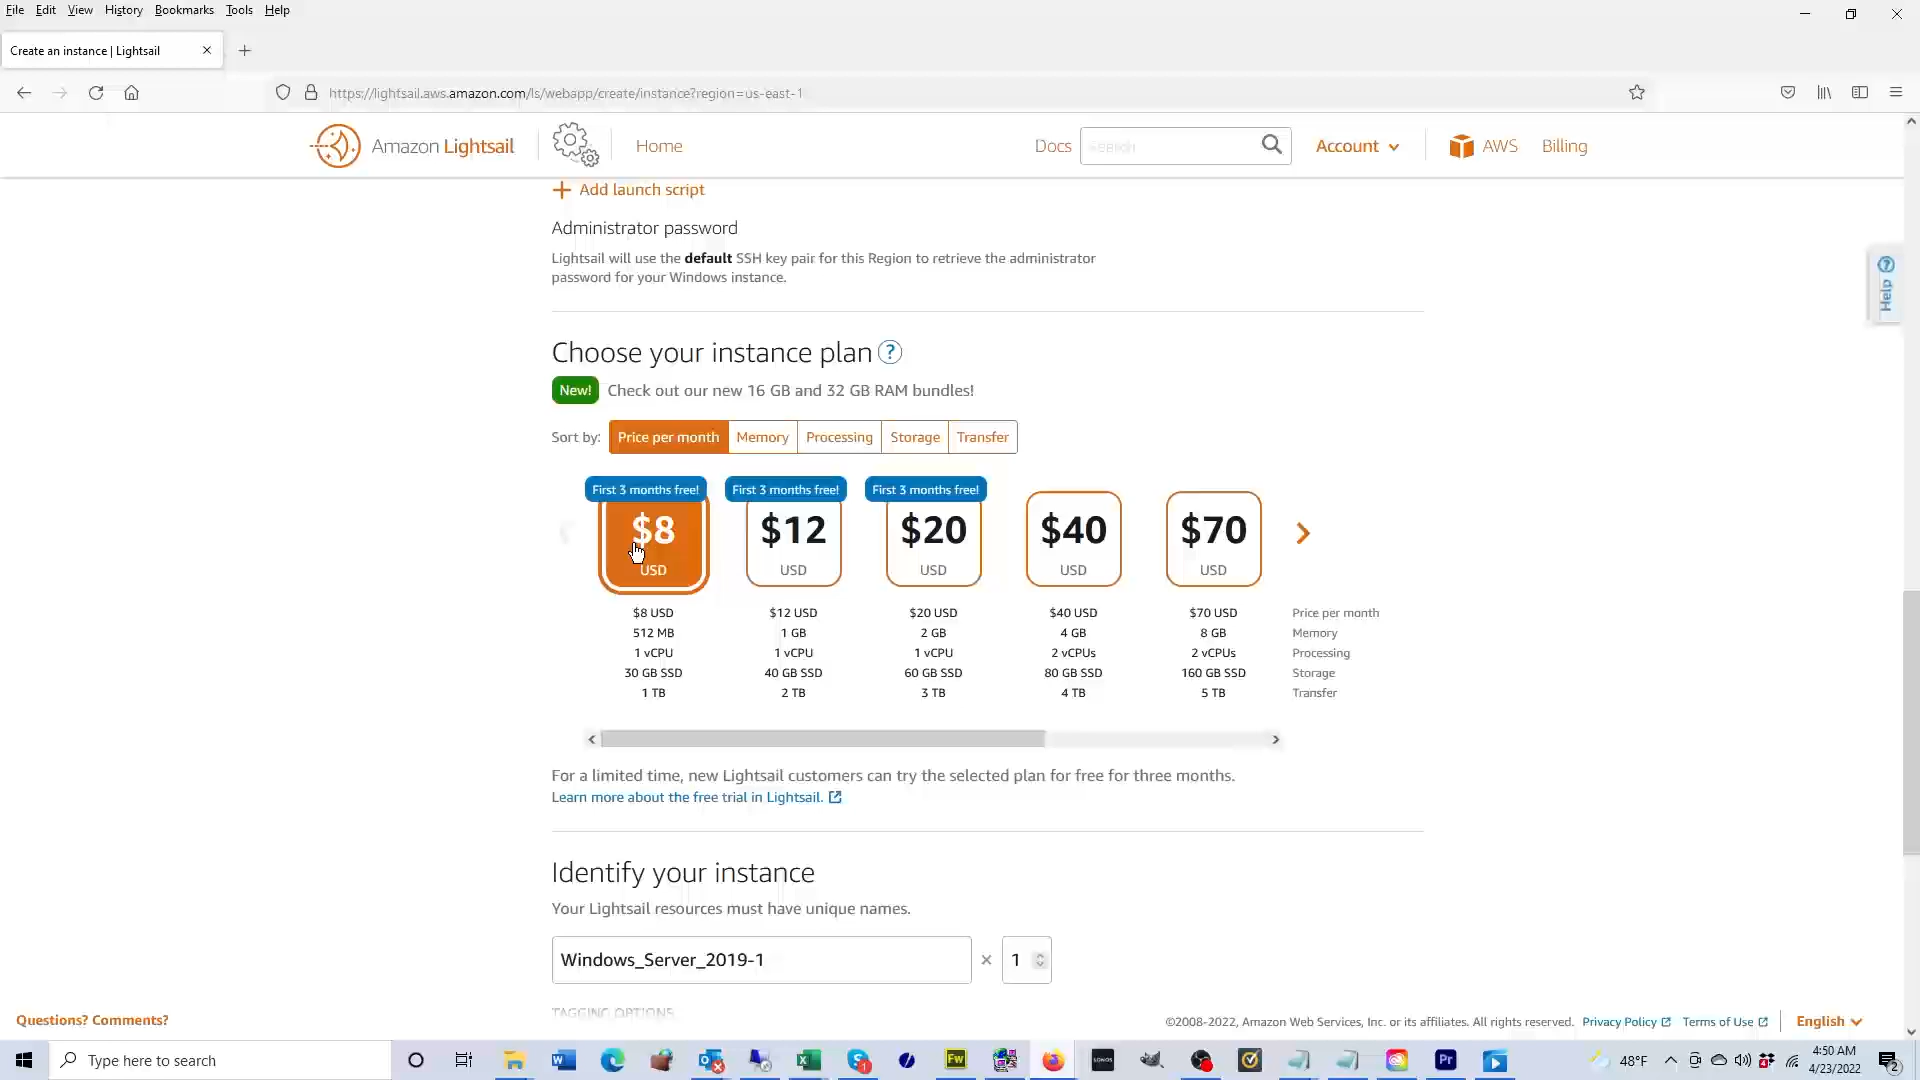 File Edit View History Bookmarks Tools Help
Create an instance | Lightsail
https://lightsail.aws.amazon.com/ls/webapp/create/instance?region=us-east-1
Amazon Lightsail
Home
Docs
Search
Account
AWS
Billing
Add launch script
Administrator password
Lightsail will use the default SSH key pair for this Region to retrieve the administrator
password for your Windows instance.
Help
Choose your instance plan ?
New! Check out our new 16 GB and 32 GB RAM bundles!
Sort by: Price per month Memory Processing Storage Transfer
First 3 months free! First 3 months free! First 3 months free!
$8 $12 $20 $40 $70
USD USD USD USD USD
$8 USD $12 USD $20 USD $40 USD $70 USD Price per month
512 MB 1 GB 2 GB 4 GB 8 GB Memory
1 vCPU 1 vCPU 1 vCPU 2 vCPUs 2 vCPUs Processing
30 GB SSD 40 GB SSD 60 GB SSD 80 GB SSD 160 GB SSD Storage
1 TB 2 TB 3 TB 4 TB 5 TB Transfer
For a limited time, new Lightsail customers can try the selected plan for free for three months.
Learn more about the free trial in Lightsail.
Identify your instance
Your Lightsail resources must have unique names.
Windows_Server_2019-1 × 1
TAGGING OPTIONS
Questions? Comments?
©2008-2022, Amazon Web Services, Inc. or its affiliates. All rights reserved. Privacy Policy Terms of Use English
Type here to search
Fw
SONOS
Pr
48°F
4:50 AM
4/23/2022